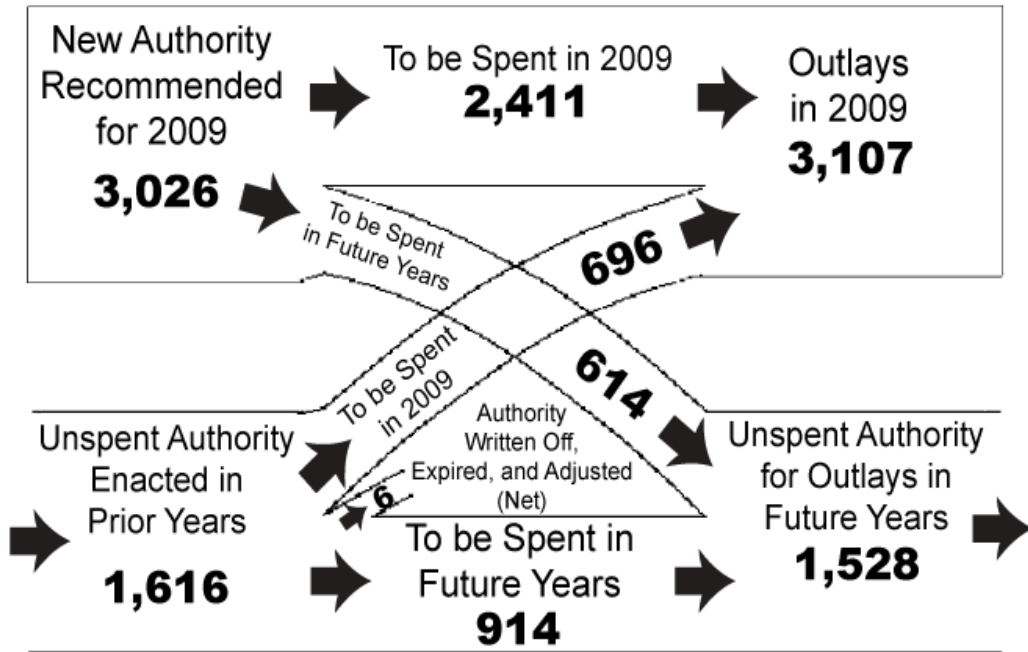 New Authority
Recommended
for 2009
3,026
To be Spent in 2009
2,411
Outlays
in 2009
3,107
To be Spent
in Future Years
696
To be Spent
in 2009
614
Unspent Authority
Enacted in
Prior Years
1,616
Authority
Written Off,
Expired, and Adjusted
(Net)
6
To be Spent in
Future Years
914
Unspent Authority
for Outlays in
Future Years
1,528